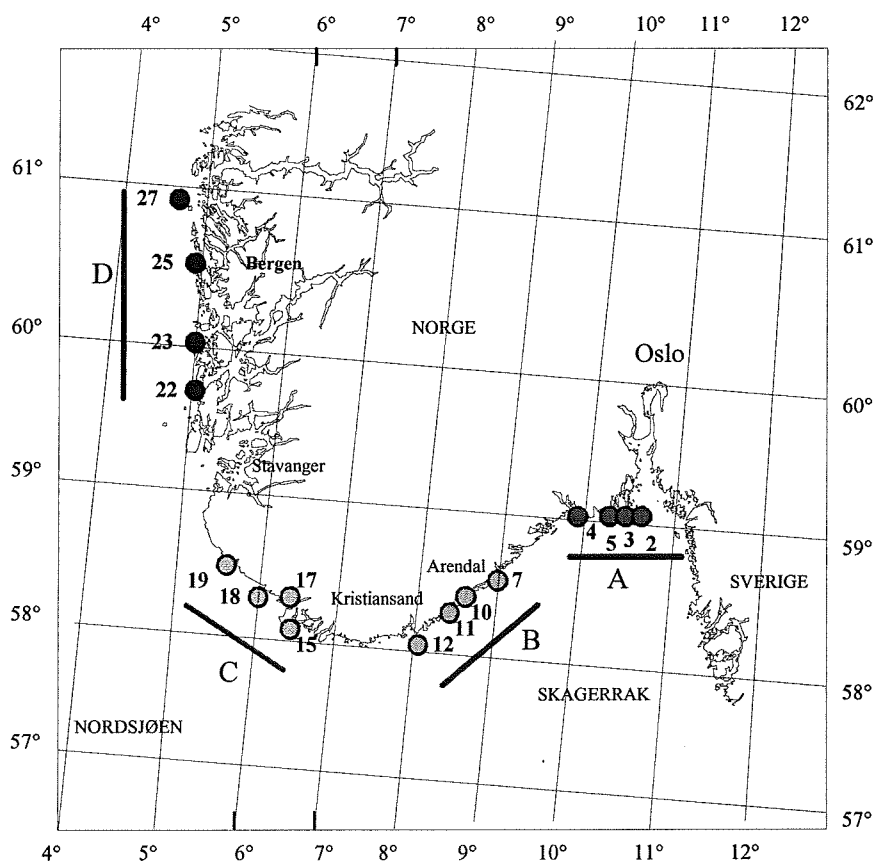 4° 5° 6° 7° 8° 9° 10° 11° 12°
62°
61°
27
61°
D
25
Bergen
60°
23
NORGE
Oslo
22
60°
59°
Stavanger
4 5 3 2
59°
19
18
17
Arendal
7
A
SVERIGE
Kristiansand
10
11
58°
15
12
B
C
SKAGERRAK
58°
NORDSJØEN
57°
57°
4° 5° 6° 7° 8° 9° 10° 11° 12°